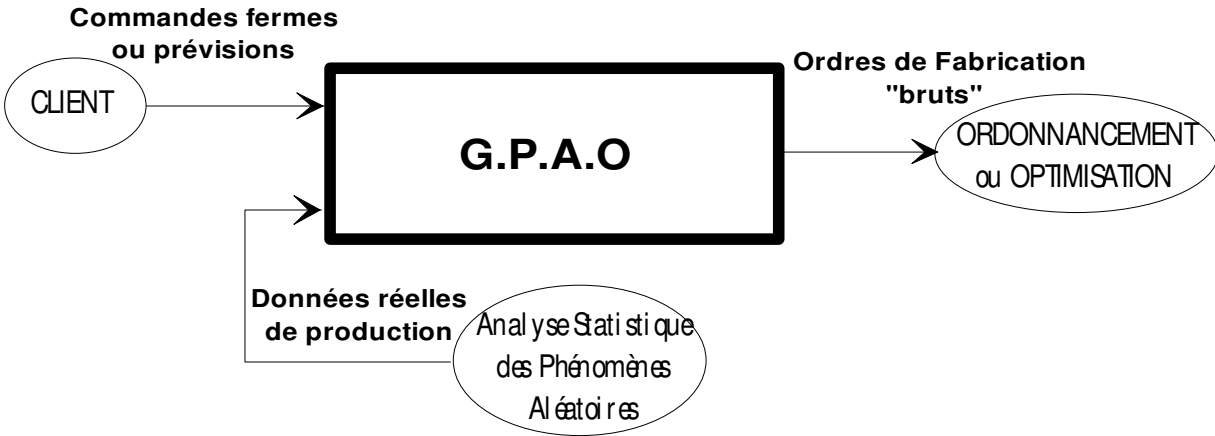 Commandes fermes
ou prévisions
CLIENT
G.P.A.O
Ordres de Fabrication
"bruts"
ORDONNANCEMENT
ou OPTIMISATION
Données réelles
de production
Analyse Statistique
des Phénomènes
Aléatoires